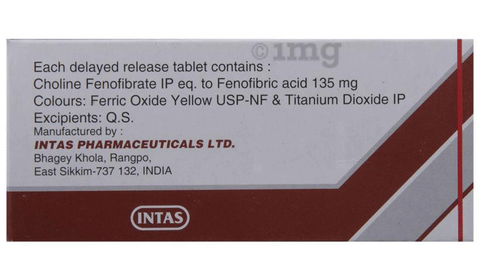 1mg
Each delayed release tablet contains :
Choline Fenofibrate IP eq. to Fenofibric acid 135 mg
Colours: Ferric Oxide Yellow USP-NF & Titanium Dioxide IP
Excipients: Q.S.
Manufactured by :
INTAS PHARMACEUTICALS LTD.
Bhagey Khola, Rangpo,
East Sikkim-737 132, INDIA
INTAS